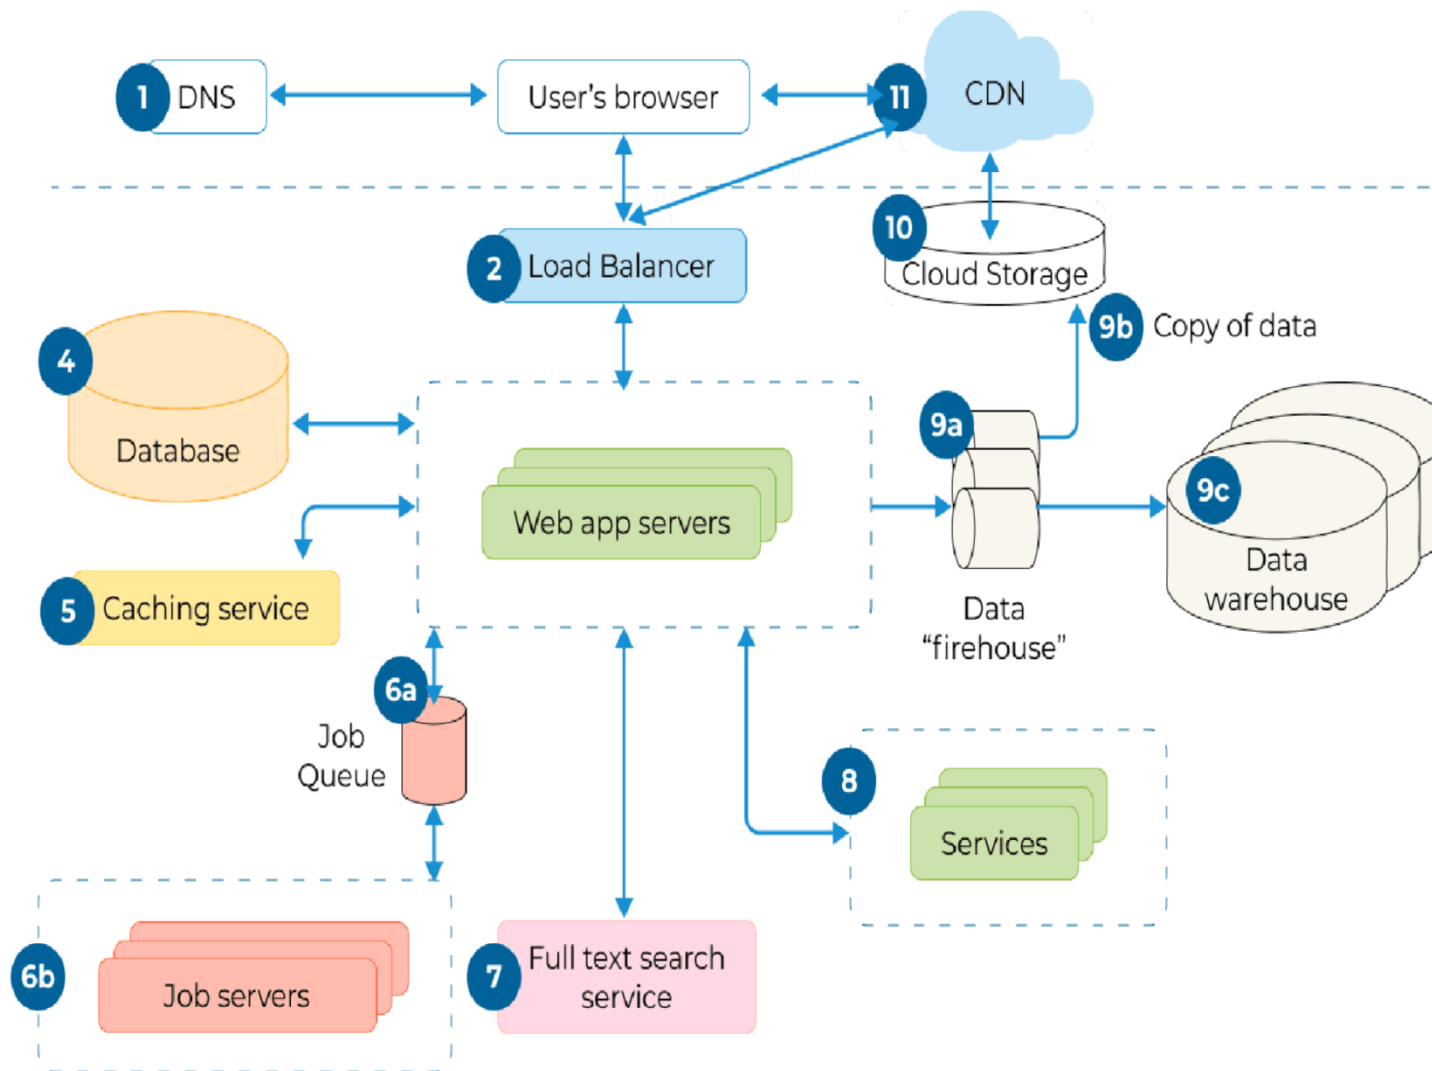 1 DNS
User's browser
11 CDN
10
Cloud Storage
2 Load Balancer
9b Copy of data
4
Database
9a
9c
Web app servers
Data
warehouse
5 Caching service
Data
"firehouse"
6a
Job
Queue
8
Services
6b
Job servers
7
Full text search
service